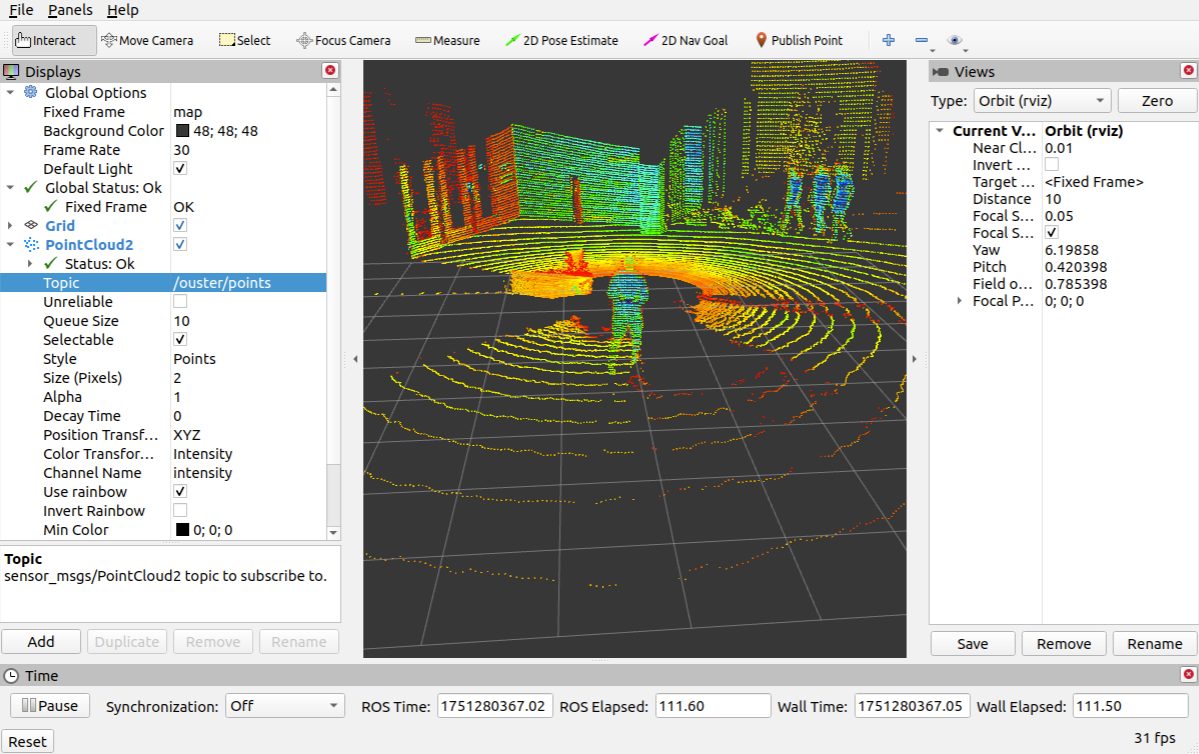 File Panels Help
Interact Move Camera Select Focus Camera Measure 2D Pose Estimate 2D Nav Goal Publish Point
Displays
Global Options
Fixed Frame map
Background Color 48; 48; 48
Frame Rate 30
Default Light
Global Status: Ok
Fixed Frame OK
Grid
PointCloud2
Status: Ok
Topic /ouster/points
Unreliable
Queue Size 10
Selectable
Style Points
Size (Pixels) 2
Alpha 1
Decay Time 0
Position Transf... XYZ
Color Transfor... Intensity
Channel Name intensity
Use rainbow
Invert Rainbow
Min Color 0; 0; 0
Topic
sensor_msgs/PointCloud2 topic to subscribe to.
Add Duplicate Remove Rename
Views
Type: Orbit (rviz) Zero
Current V... Orbit (rviz)
Near Cl... 0.01
Invert ...
Target ... <Fixed Frame>
Distance 10
Focal S... 0.05
Focal S...
Yaw 6.19858
Pitch 0.420398
Field o... 0.785398
Focal P... 0; 0; 0
Save Remove Rename
Time
Pause Synchronization: Off ROS Time: 1751280367.02 ROS Elapsed: 111.60 Wall Time: 1751280367.05 Wall Elapsed: 111.50
Reset 31 fps